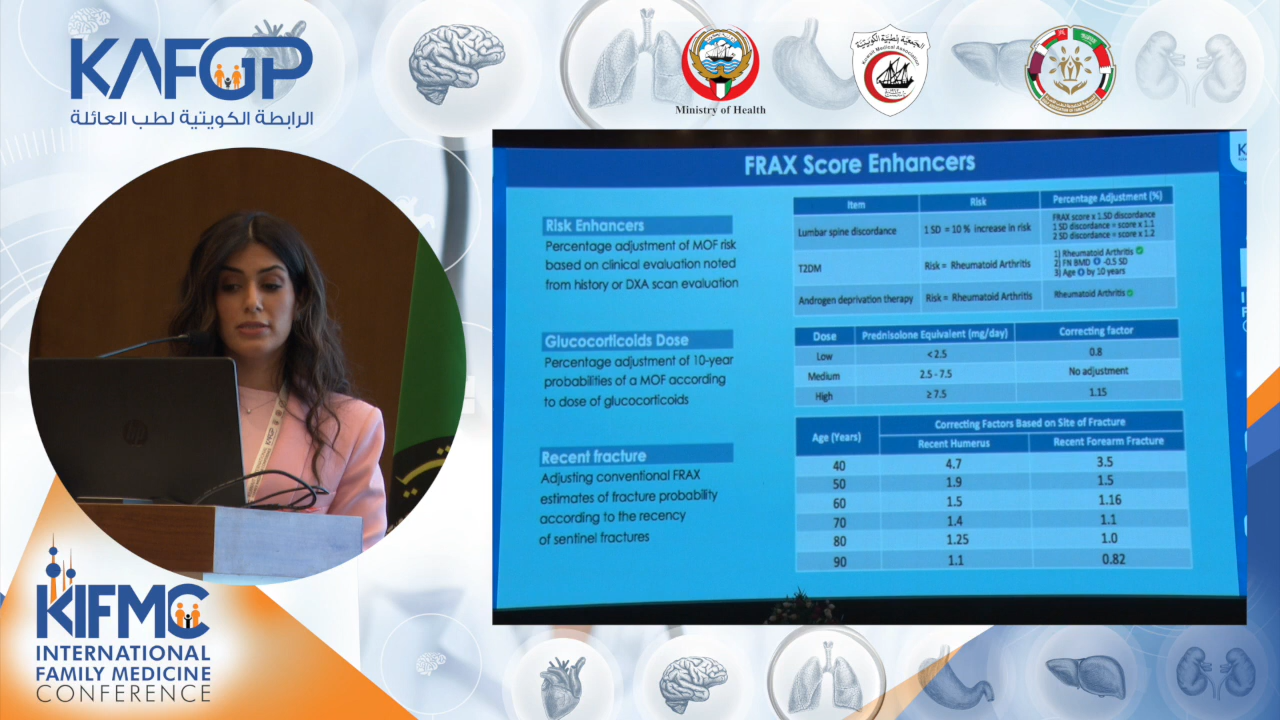 KAFGP
الرابطة الكويتية لطب العائلة
Ministry of Health
الجمعية الطبية الكويتية
Kuwait Medical Association
FRAX Score Enhancers
Risk Enhancers
Percentage adjustment of MOF risk
based on clinical evaluation noted
from history or DXA scan evaluation
Glucocorticoids Dose
Percentage adjustment of 10-year
probabilities of a MOF according
to dose of glucocorticoids
Recent fracture
Adjusting conventional FRAX
estimates of fracture probability
according to the recency
of sentinel fractures
Item Risk Percentage Adjustment (%)
Lumbar spine discordance 1 SD = 10 % increase in risk FRAX score x 1.SD discordance
1 SD discordance = score x 1.1
2 SD discordance = score x 1.2
T2DM Risk = Rheumatoid Arthritis 1) Rheumatoid Arthritis
2) FN BMD -0.5 SD
3) Age by 10 years
Androgen deprivation therapy Risk = Rheumatoid Arthritis Rheumatoid Arthritis
Dose Prednisolone Equivalent (mg/day) Correcting factor
Low < 2.5 0.8
Medium 2.5 - 7.5 No adjustment
High ≥ 7.5 1.15
Age (Years) Correcting Factors Based on Site of Fracture
Recent Humerus Recent Forearm Fracture
40 4.7 3.5
50 1.9 1.5
60 1.5 1.16
70 1.4 1.1
80 1.25 1.0
90 1.1 0.82
hp
KAFGP
KIFMC
INTERNATIONAL
FAMILY MEDICINE
CONFERENCE